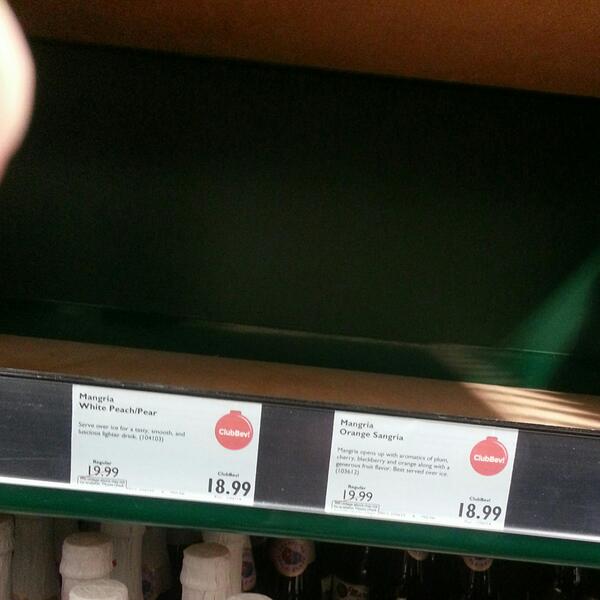 Mangria
White Peach/Pear
Serve over ice for a tasty, smooth, and
luscious lighter drink. (104103)
ClubBev!
Regular
19.99
ClubBev!
18.99
Mangria
Orange Sangria
Mangria opens up with aromatics of plum,
cherry, blackberry and orange along with a
generous fruit flavor. Best served over ice.
(103612)
ClubBev!
Regular
19.99
ClubBev!
18.99